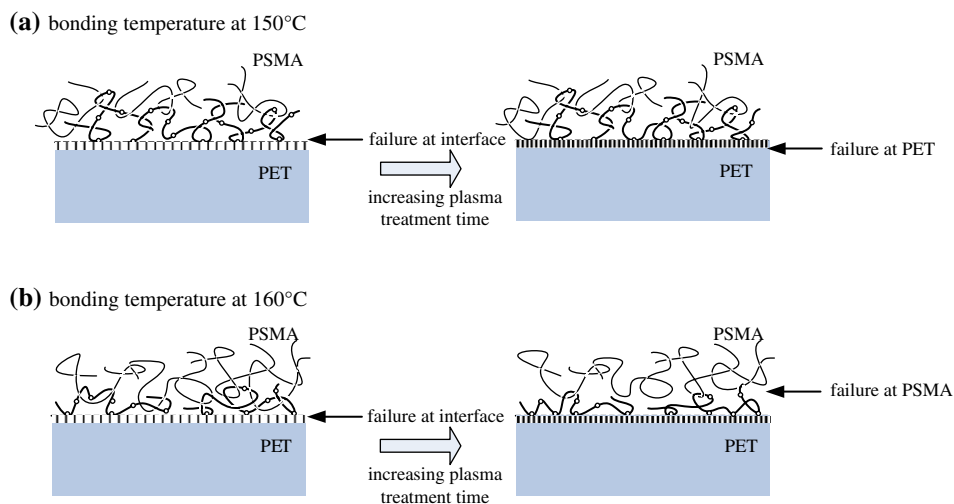 (a) bonding temperature at 150°C
PSMA
PSMA
failure at interface
failure at PET
PET
PET
increasing plasma
treatment time
(b) bonding temperature at 160°C
PSMA
PSMA
failure at PSMA
failure at interface
PET
PET
increasing plasma
treatment time